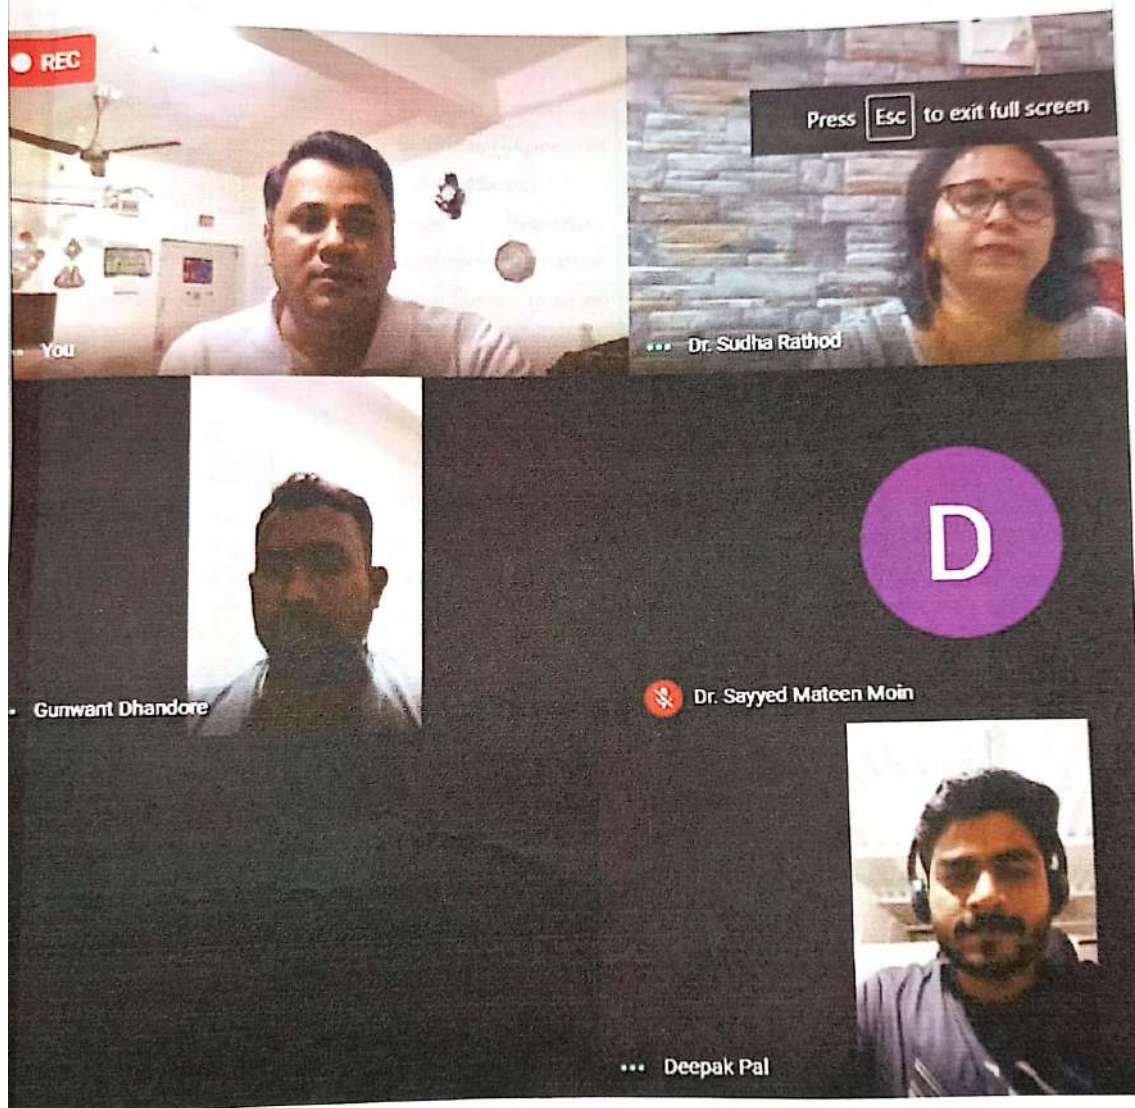 REC
Press Esc to exit full screen
You
Dr. Sudha Rathod
D
Gunwant Dhandore
Dr. Sayyed Mateen Moin
Deepak Pal